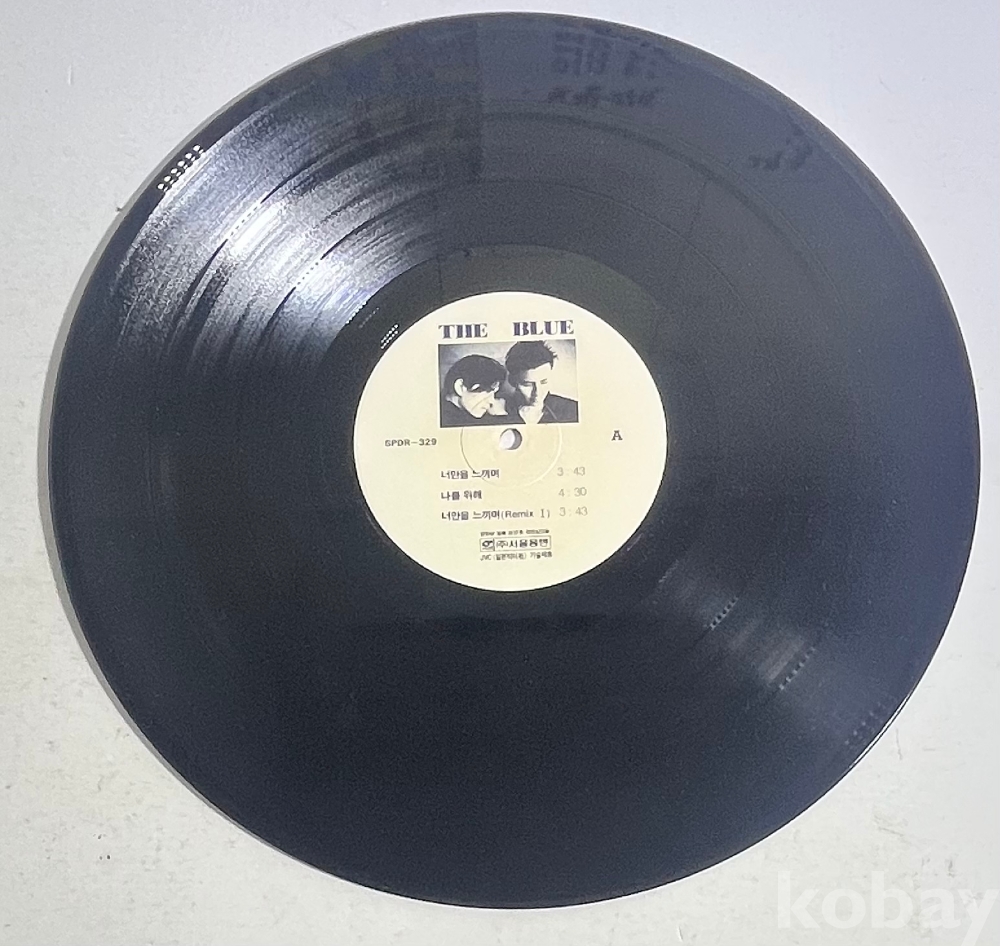 THE BLUE
SPDR-329
A
너만을 느끼며 3:43
나를 위해 4:30
너만을 느끼며(Remix 1) 3:43
(주)서울음반
JVC
kobay